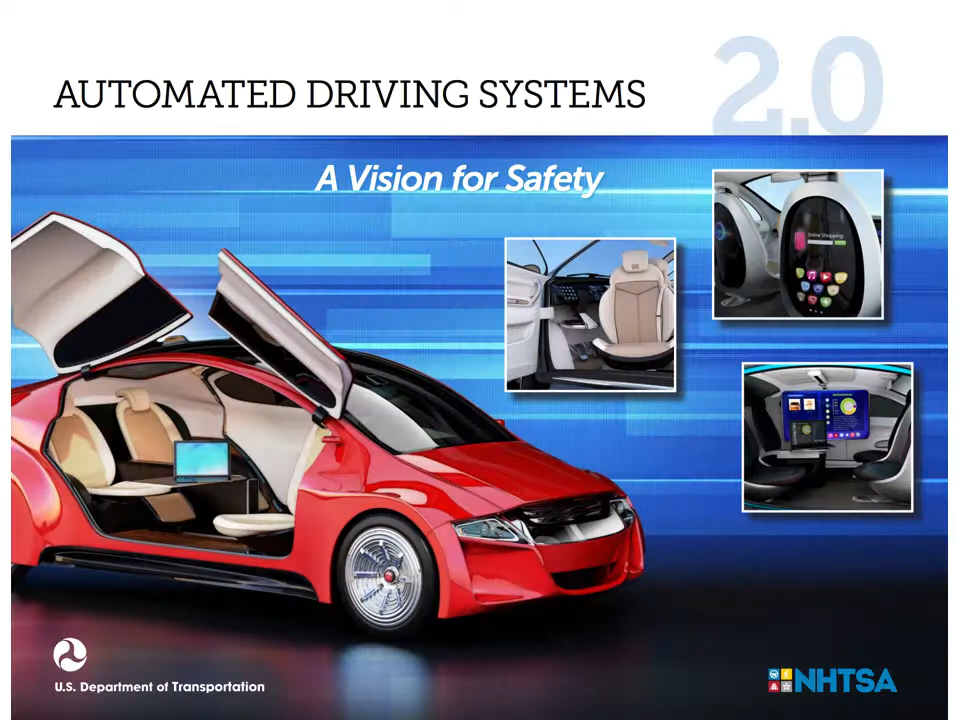 AUTOMATED DRIVING SYSTEMS
2.0
A Vision for Safety
Online Shopping
U.S. Department of Transportation
NHTSA